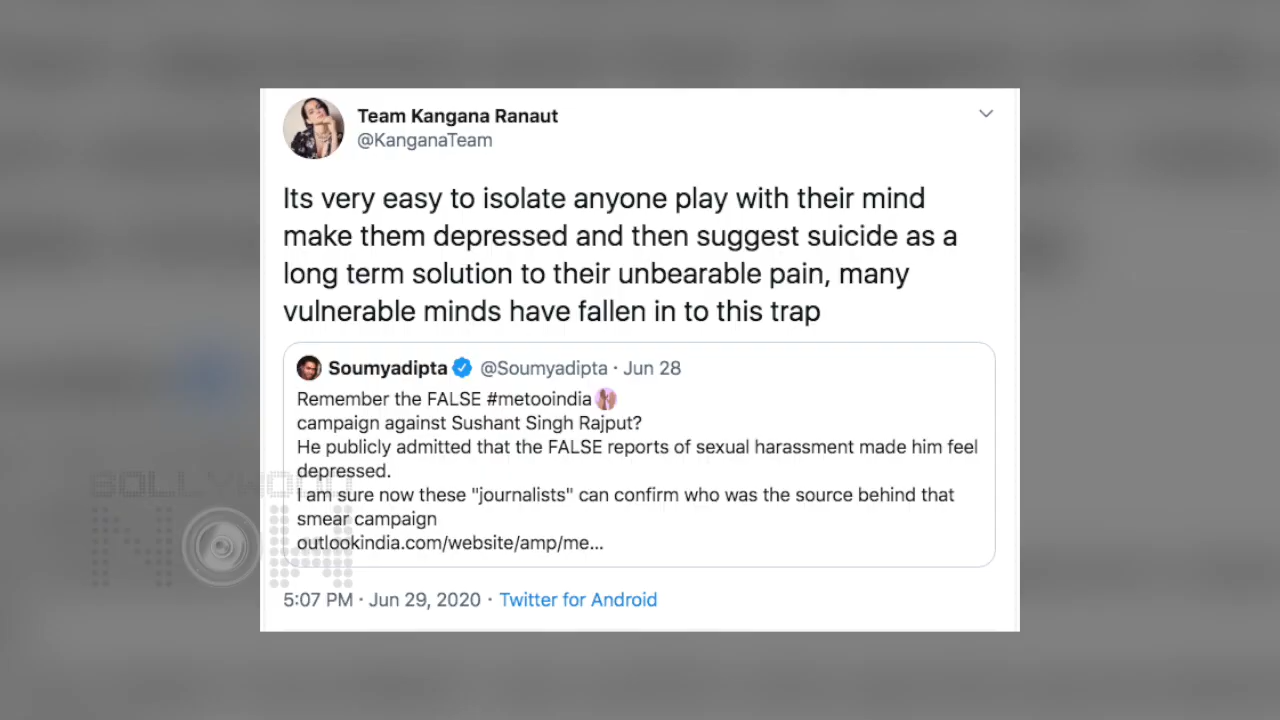 Team Kangana Ranaut
@KanganaTeam
Its very easy to isolate anyone play with their mind
make them depressed and then suggest suicide as a
long term solution to their unbearable pain, many
vulnerable minds have fallen in to this trap
Soumyadipta @Soumyadipta · Jun 28
Remember the FALSE #metooindia
campaign against Sushant Singh Rajput?
He publicly admitted that the FALSE reports of sexual harassment made him feel
depressed.
I am sure now these "journalists" can confirm who was the source behind that
smear campaign
outlookindia.com/website/amp/me...
5:07 PM · Jun 29, 2020 · Twitter for Android
BOLLYWOOD
NOW